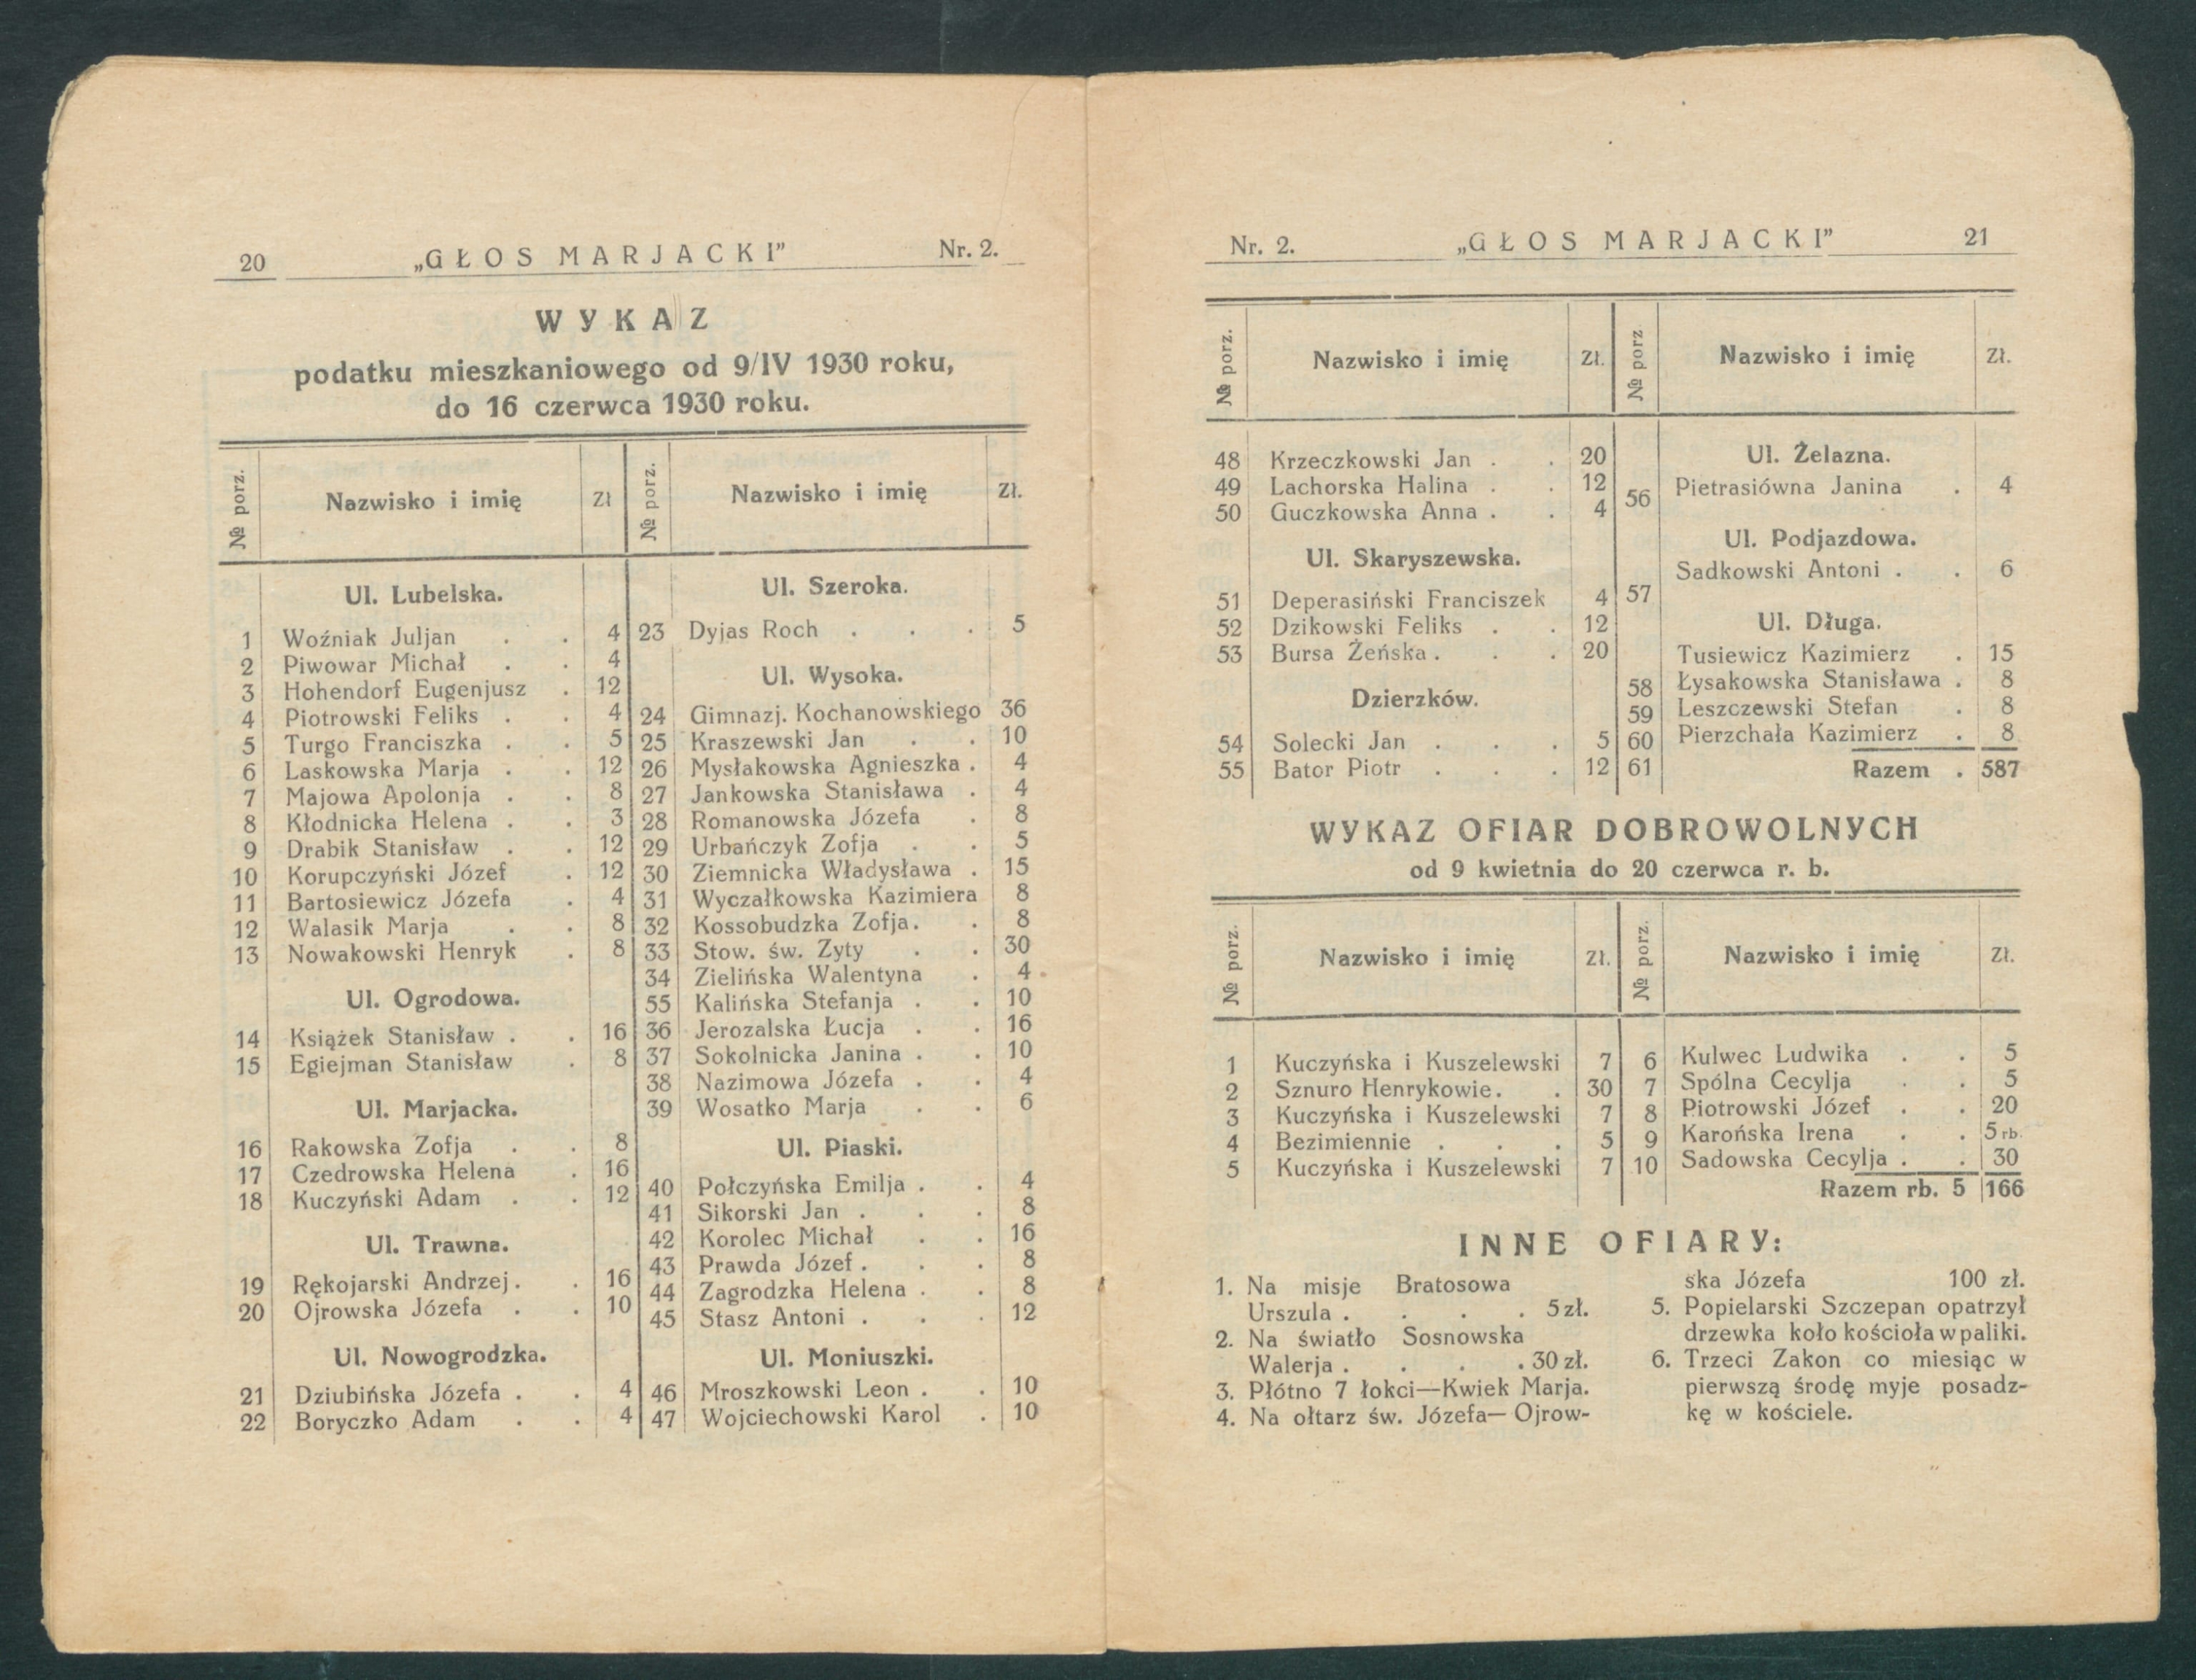 20 „GŁOS MARJACKI” Nr. 2.
WYKAZ
podatku mieszkaniowego od 9/IV 1930 roku,
do 16 czerwca 1930 roku.
№ porz. Nazwisko i imię Zł
Ul. Lubelska.
1 Woźniak Juljan . . 4
2 Piwowar Michał . . 4
3 Hohendorf Eugenjusz . 12
4 Piotrowski Feliks . . 4
5 Turgo Franciszka . . 5
6 Laskowska Marja . . 12
7 Majowa Apolonja . . 8
8 Kłodnicka Helena . . 3
9 Drabik Stanisław . . 12
10 Korupczyński Józef . 12
11 Bartosiewicz Józefa . 4
12 Walasik Marja . . 8
13 Nowakowski Henryk . 8
Ul. Ogrodowa.
14 Książek Stanisław . . 16
15 Egiejman Stanisław . 8
Ul. Marjacka.
16 Rakowska Zofja . . 8
17 Czedrowska Helena . 16
18 Kuczyński Adam . . 12
Ul. Trawna.
19 Rękojarski Andrzej . . 16
20 Ojrowska Józefa . . 10
Ul. Nowogrodzka.
21 Dziubińska Józefa . . 4
22 Boryczko Adam . . 4
№ porz. Nazwisko i imię Zł.
Ul. Szeroka.
23 Dyjas Roch . . . 5
Ul. Wysoka.
24 Gimnazj. Kochanowskiego 36
25 Kraszewski Jan . . 10
26 Mysłakowska Agnieszka . 4
27 Jankowska Stanisława . 4
28 Romanowska Józefa . 8
29 Urbańczyk Zofja . . 5
30 Ziemnicka Władysława . 15
31 Wyczałkowska Kazimiera 8
32 Kossobudzka Zofja. . 8
33 Stow. św. Zyty . . 30
34 Zielińska Walentyna . 4
55 Kalińska Stefanja . . 10
36 Jerozalska Łucja . . 16
37 Sokolnicka Janina . . 10
38 Nazimowa Józefa . . 4
39 Wosatko Marja . . 6
Ul. Piaski.
40 Połczyńska Emilja . . 4
41 Sikorski Jan . . . 8
42 Korolec Michał . . 16
43 Prawda Józef . . . 8
44 Zagrodzka Helena . . 8
45 Stasz Antoni . . . 12
Ul. Moniuszki.
46 Mroszkowski Leon . . 10
47 Wojciechowski Karol . 10
Nr. 2. „GŁOS MARJACKI” 21
№ porz. Nazwisko i imię Zł.
48 Krzeczkowski Jan . . 20
49 Lachorska Halina . . 12
50 Guczkowska Anna . . 4
Ul. Skaryszewska.
51 Deperasiński Franciszek 4
52 Dzikowski Feliks . . 12
53 Bursa Żeńska . . . 20
Dzierzków.
54 Solecki Jan . . . 5
55 Bator Piotr . . . 12
№ porz Nazwisko i imię Zł.
Ul. Żelazna.
56 Pietrasiówna Janina . 4
Ul. Podjazdowa.
Sadkowski Antoni . . 6
57
Ul. Długa.
Tusiewicz Kazimierz . 15
58 Łysakowska Stanisława . 8
59 Leszczewski Stefan . 8
60 Pierzchała Kazimierz . 8
61 Razem . 587
WYKAZ OFIAR DOBROWOLNYCH
od 9 kwietnia do 20 czerwca r. b.
№ porz. Nazwisko i imię Zł.
1 Kuczyńska i Kuszelewski 7
2 Sznuro Henrykowie. . 30
3 Kuczyńska i Kuszelewski 7
4 Bezimiennie . . . 5
5 Kuczyńska i Kuszelewski 7
№ porz. Nazwisko i imię Zł.
6 Kulwec Ludwika . . 5
7 Spólna Cecylja . . 5
8 Piotrowski Józef . . 20
9 Karońska Irena . . 5 rb.
10 Sadowska Cecylja . . 30
Razem rb. 5 166
INNE OFIARY:
1. Na misje Bratosowa
Urszula . . . . 5 zł.
2. Na światło Sosnowska
Walerja . . . . 30 zł.
3. Płótno 7 łokci—Kwiek Marja.
4. Na ołtarz św. Józefa— Ojrow-
ska Józefa 100 zł.
5. Popielarski Szczepan opatrzył
drzewka koło kościoła w paliki.
6. Trzeci Zakon co miesiąc w
pierwszą środę myje posadz-
kę w kościele.